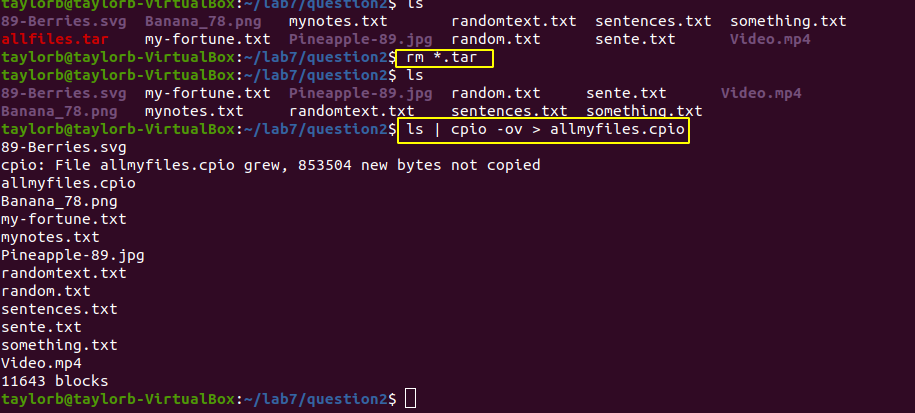 taylorb@taylorb-VirtualBox:~/lab7/question2$ ls
89-Berries.svg Banana_78.png mynotes.txt randomtext.txt sentences.txt something.txt
allfiles.tar my-fortune.txt Pineapple-89.jpg random.txt sente.txt Video.mp4
taylorb@taylorb-VirtualBox:~/lab7/question2$ rm *.tar
taylorb@taylorb-VirtualBox:~/lab7/question2$ ls
89-Berries.svg my-fortune.txt Pineapple-89.jpg random.txt sente.txt Video.mp4
Banana_78.png mynotes.txt randomtext.txt sentences.txt something.txt
taylorb@taylorb-VirtualBox:~/lab7/question2$ ls | cpio -ov > allmyfiles.cpio
89-Berries.svg
cpio: File allmyfiles.cpio grew, 853504 new bytes not copied
allmyfiles.cpio
Banana_78.png
my-fortune.txt
mynotes.txt
Pineapple-89.jpg
randomtext.txt
random.txt
sentences.txt
sente.txt
something.txt
Video.mp4
11643 blocks
taylorb@taylorb-VirtualBox:~/lab7/question2$